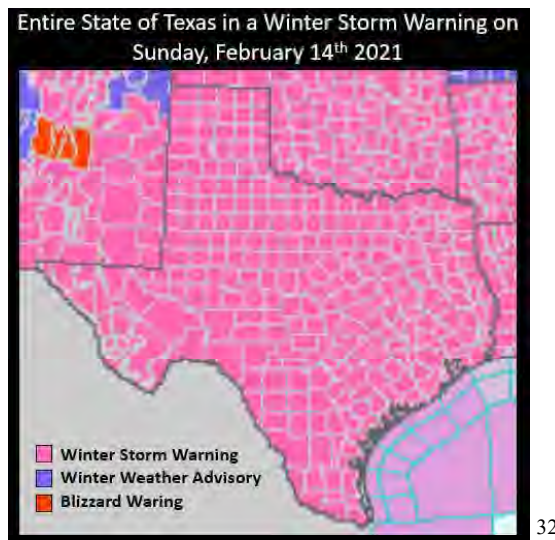 Entire State of Texas in a Winter Storm Warning on
Sunday, February 14th 2021
Winter Storm Warning
Winter Weather Advisory
Blizzard Waring
32